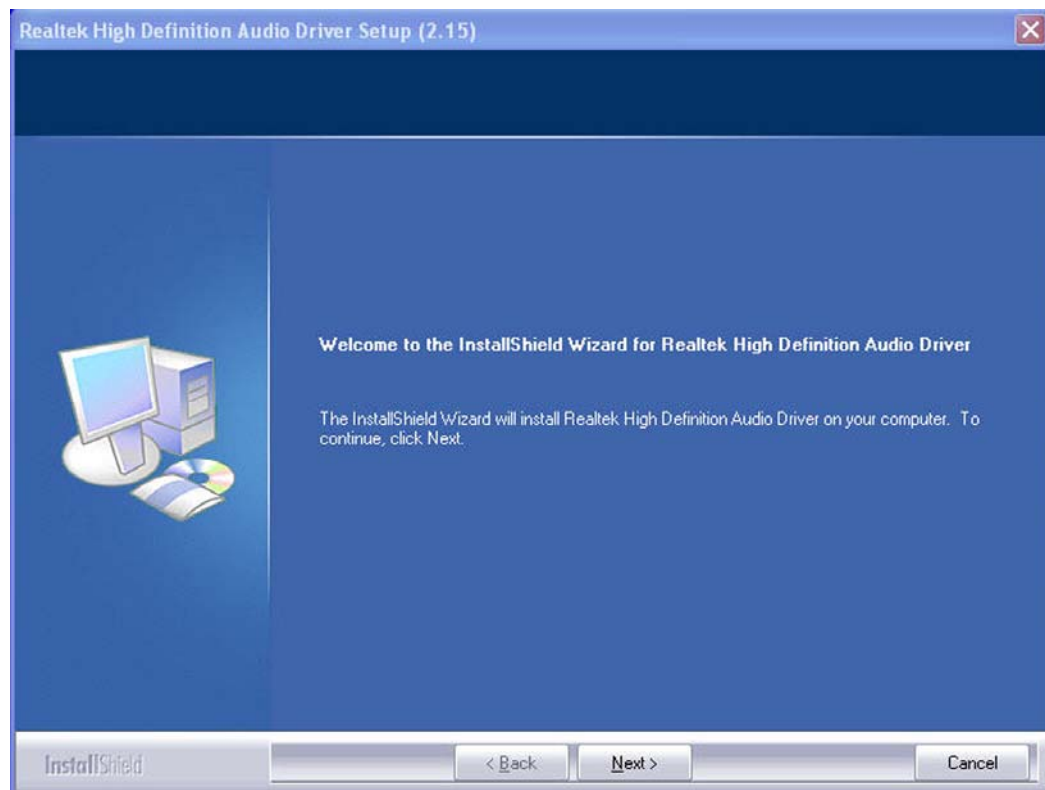 Realtek High Definition Audio Driver Setup (2.15)
Welcome to the InstallShield Wizard for Realtek High Definition Audio Driver
The InstallShield Wizard will install Realtek High Definition Audio Driver on your computer. To
continue, click Next.
InstallShield
< Back
Next >
Cancel